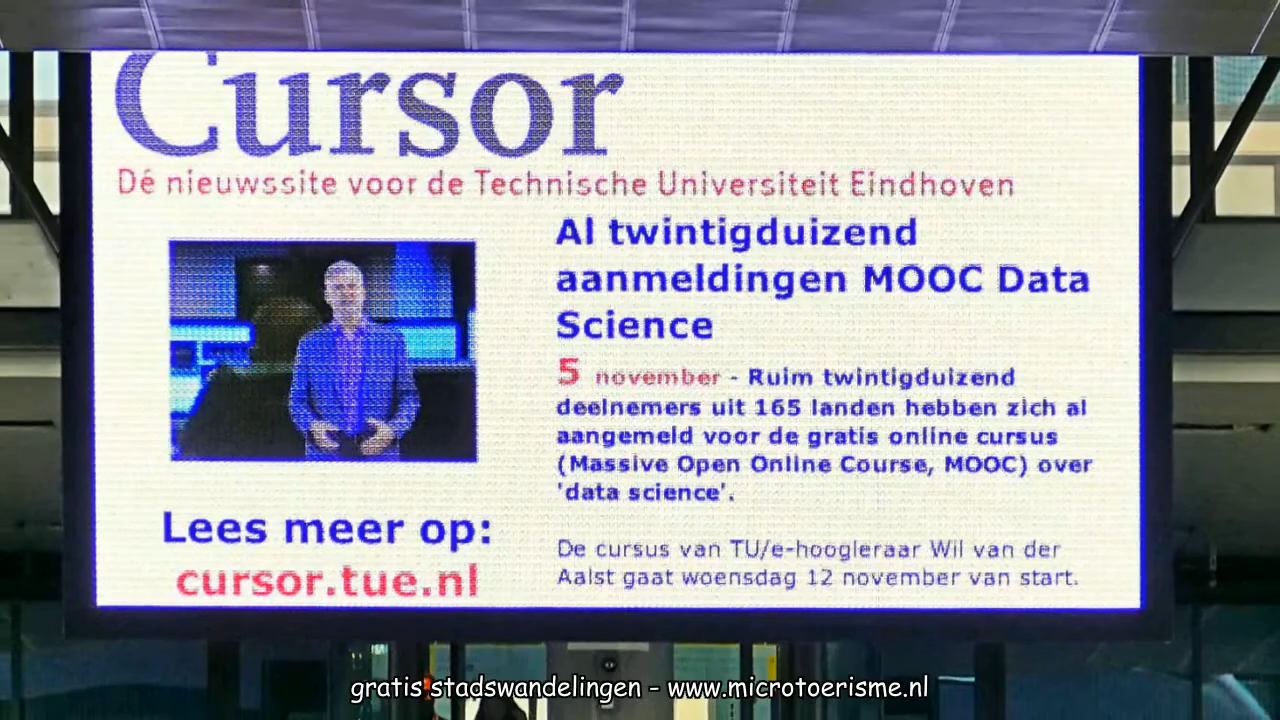 Cursor
Dé nieuwssite voor de Technische Universiteit Eindhoven
Al twintigduizend
aanmeldingen MOOC Data
Science
5 november - Ruim twintigduizend
deelnemers uit 165 landen hebben zich al
aangemeld voor de gratis online cursus
(Massive Open Online Course, MOOC) over
'data science'.
De cursus van TU/e-hoogleraar Wil van der
Aalst gaat woensdag 12 november van start.
Lees meer op:
cursor.tue.nl
gratis stadswandelingen - www.microtoerisme.nl